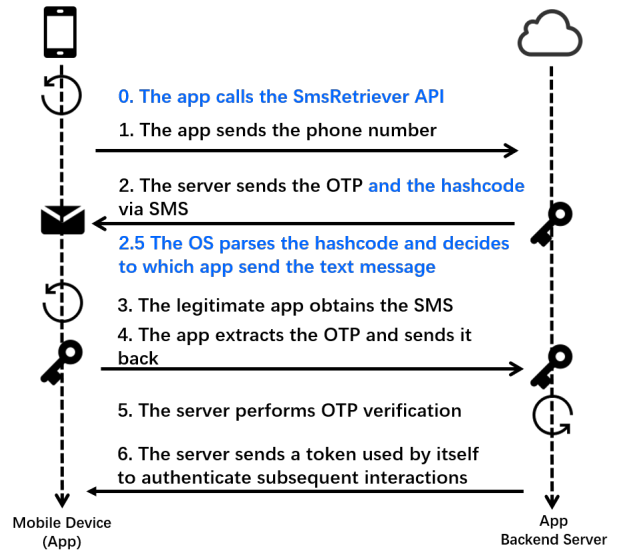 0. The app calls the SmsRetriever API
1. The app sends the phone number
2. The server sends the OTP and the hashcode
via SMS
2.5 The OS parses the hashcode and decides
to which app send the text message
3. The legitimate app obtains the SMS
4. The app extracts the OTP and sends it
back
5. The server performs OTP verification
6. The server sends a token used by itself
to authenticate subsequent interactions
Mobile Device
(App)
App
Backend Server